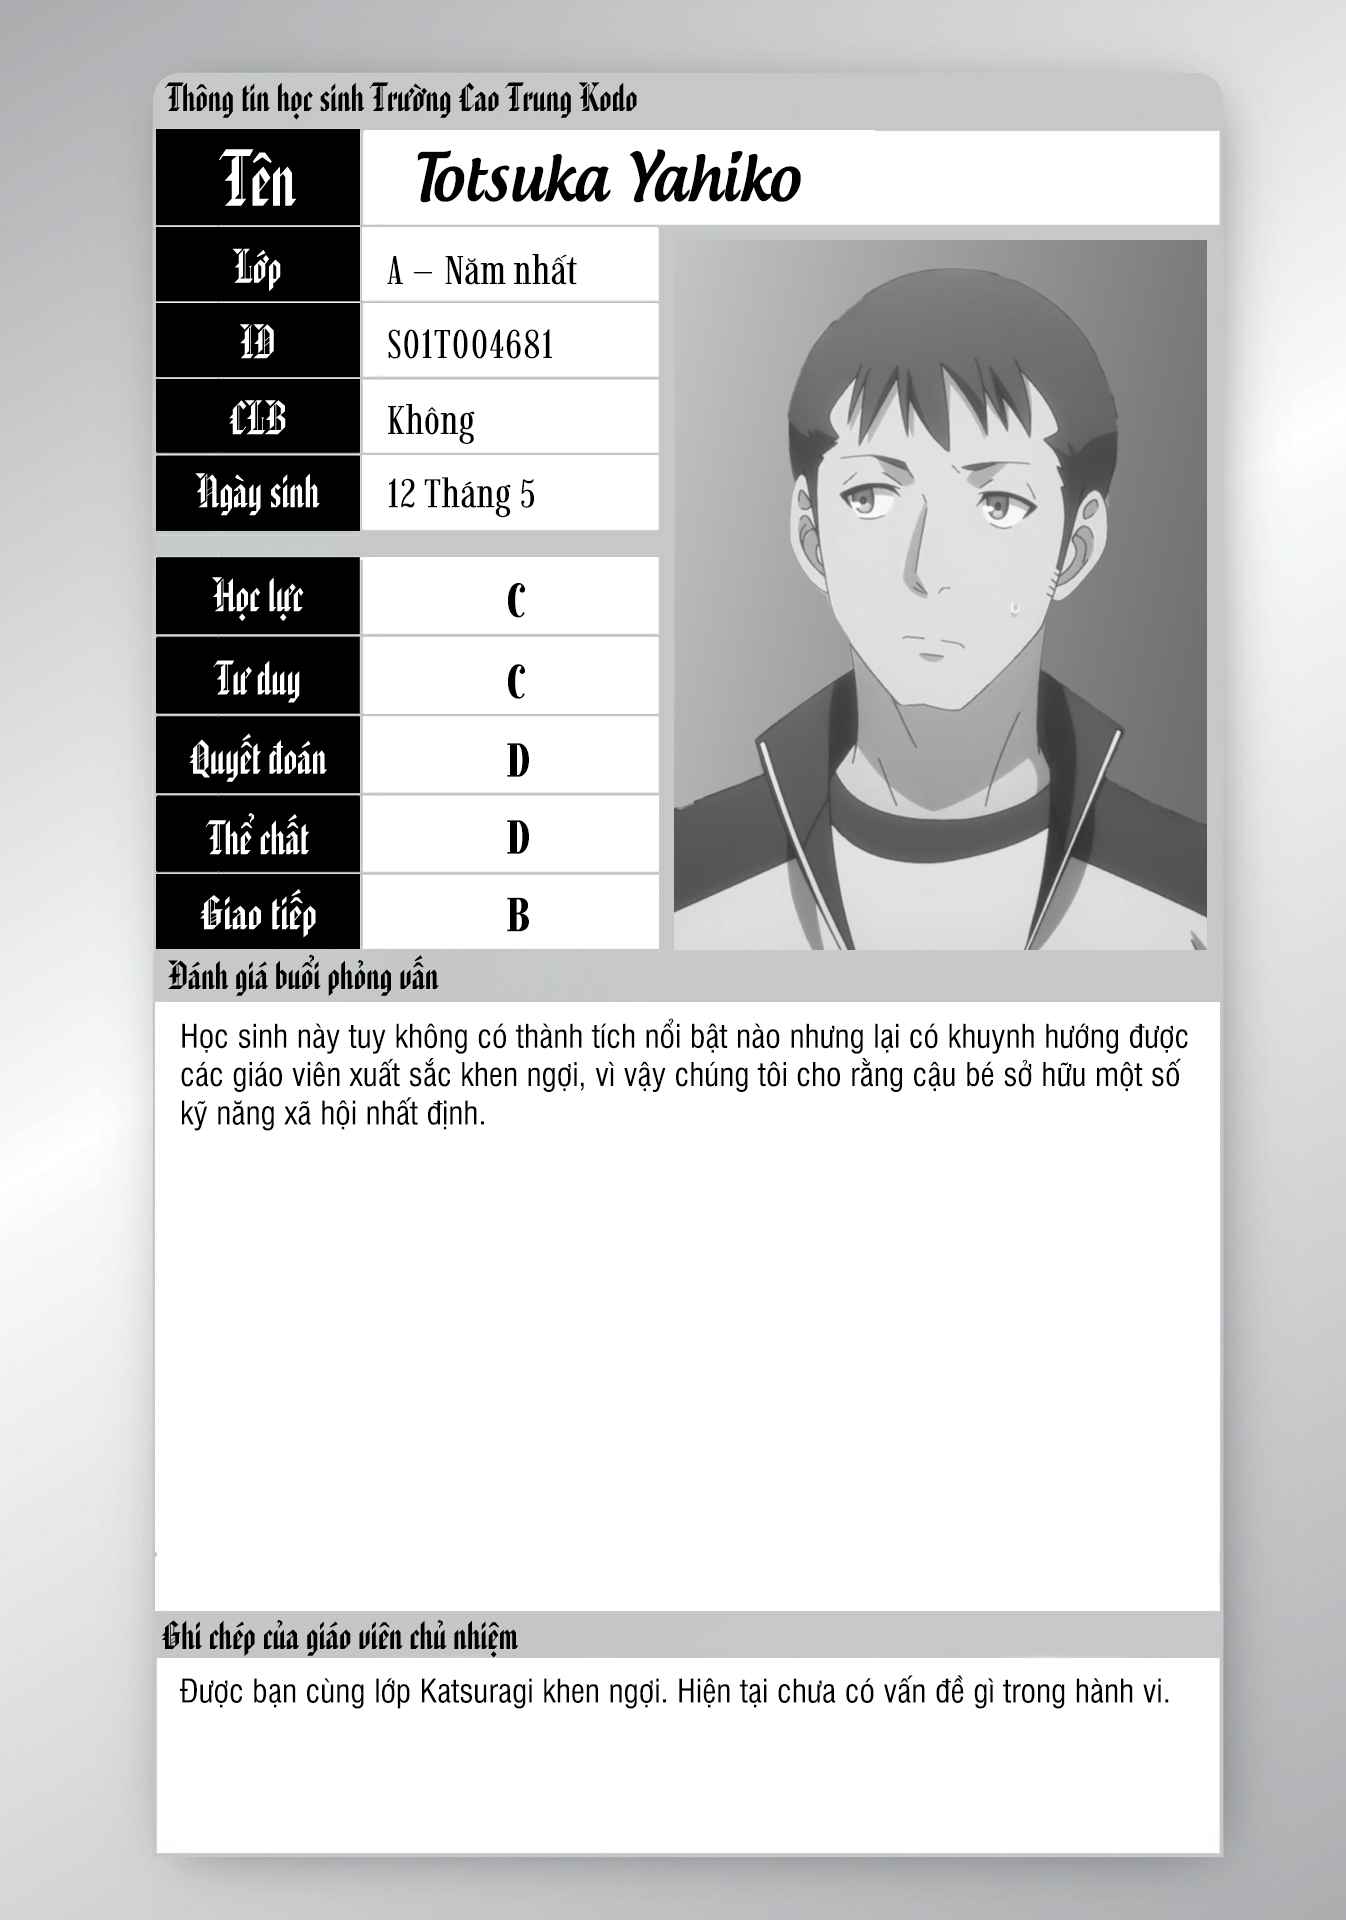 Thông tin học sinh Trường Cao Trung Kodo
Tên
Totsuka Yahiko
Lớp
A – Năm nhất
ID
S01T004681
CLB
Không
Ngày sinh
12 Tháng 5
Học lực
C
Tư duy
C
Quyết đoán
D
Thể chất
D
Giao tiếp
B
Đánh giá buổi phỏng vấn
Học sinh này tuy không có thành tích nổi bật nào nhưng lại có khuynh hướng được
các giáo viên xuất sắc khen ngợi, vì vậy chúng tôi cho rằng cậu bé sở hữu một số
kỹ năng xã hội nhất định.
Ghi chép của giáo viên chủ nhiệm
Được bạn cùng lớp Katsuragi khen ngợi. Hiện tại chưa có vấn đề gì trong hành vi.